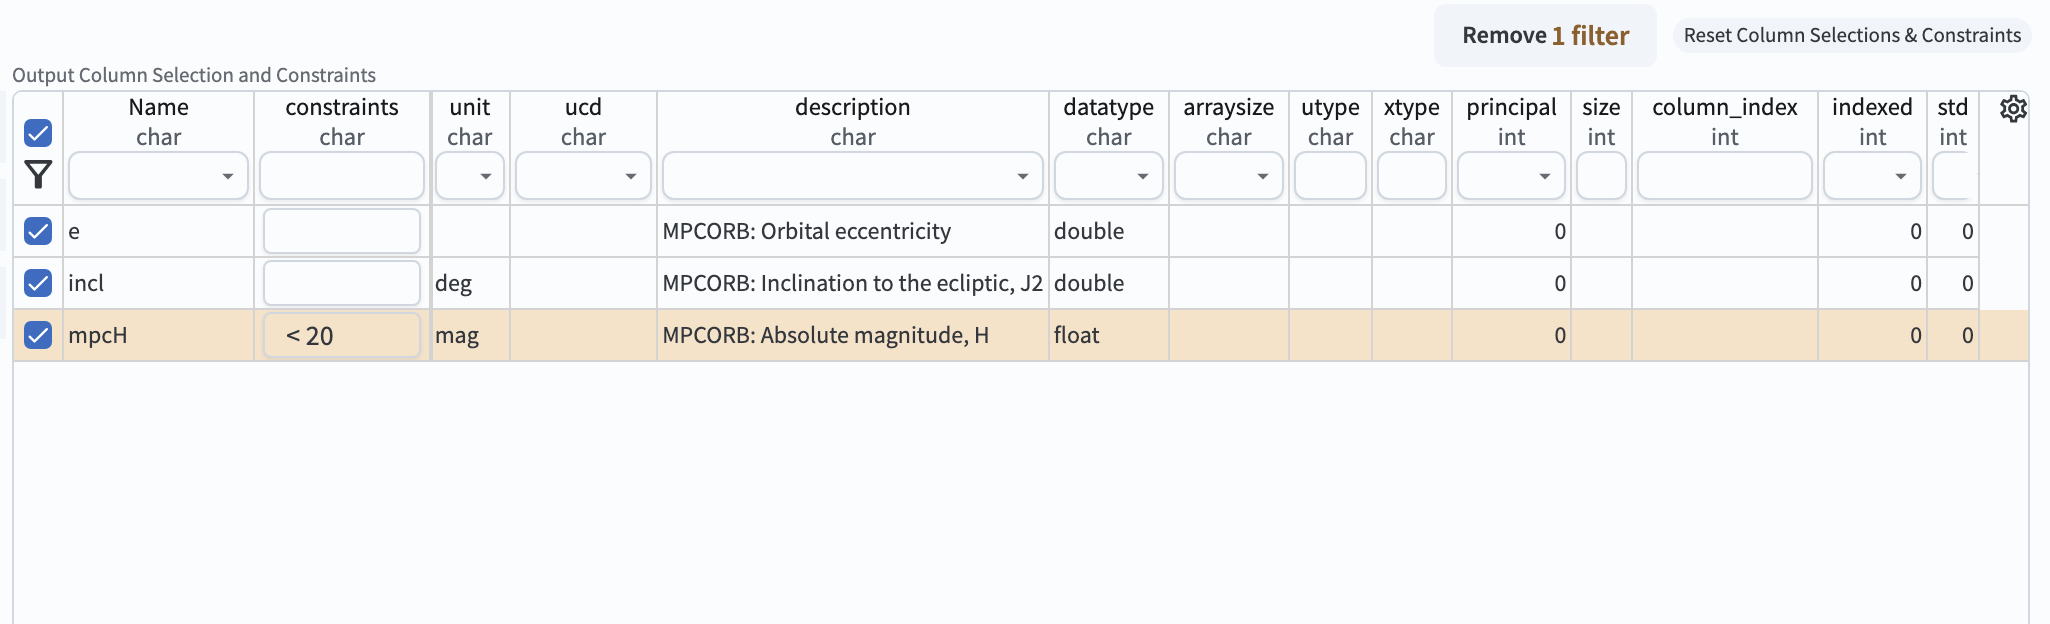 Remove 1 filter
Reset Column Selections & Constraints
Output Column Selection and Constraints
Name constraints unit ucd description datatype arraysize utype xtype principal size column_index indexed std
char char char char char char char char char int int int int int
e MPCORB: Orbital eccentricity double 0 0 0
incl deg MPCORB: Inclination to the ecliptic, J2 double 0 0 0
mpcH < 20 mag MPCORB: Absolute magnitude, H float 0 0 0